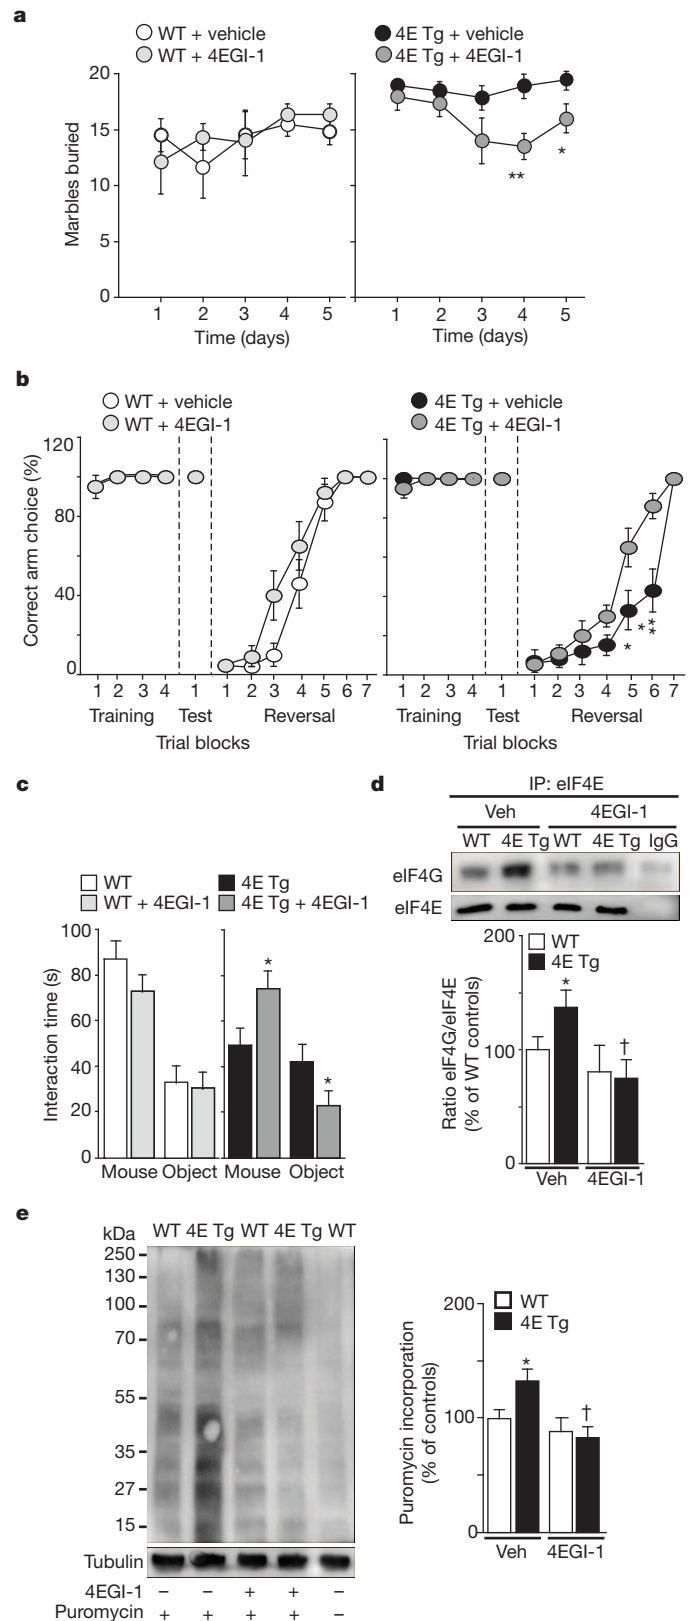 a
WT + vehicle
WT + 4EGI-1
4E Tg + vehicle
4E Tg + 4EGI-1
Marbles buried
20
15
10
5
0
**
*
1 2 3 4 5
1 2 3 4 5
Time (days)
Time (days)
b
WT + vehicle
WT + 4EGI-1
4E Tg + vehicle
4E Tg + 4EGI-1
Correct arm choice (%)
120
80
40
0
*
*
**
1 2 3 4 1 1 2 3 4 5 6 7
1 2 3 4 1 1 2 3 4 5 6 7
Training Test Reversal
Training Test Reversal
Trial blocks
Trial blocks
c
WT
WT + 4EGI-1
4E Tg
4E Tg + 4EGI-1
Interaction time (s)
100
80
60
40
20
0
*
*
Mouse Object Mouse Object
d
IP: eIF4E
Veh 4EGI-1
WT 4E Tg WT 4E Tg IgG
eIF4G
eIF4E
WT
4E Tg
Ratio eIF4G/eIF4E
(% of WT controls)
200
100
0
*
†
Veh 4EGI-1
e
kDa WT 4E Tg WT 4E Tg WT
250
130
100
70
55
35
27
15
Tubulin
4EGI-1 – – + + –
Puromycin + + + + –
WT
4E Tg
Puromycin incorporation
(% of controls)
200
100
0
*
†
Veh 4EGI-1